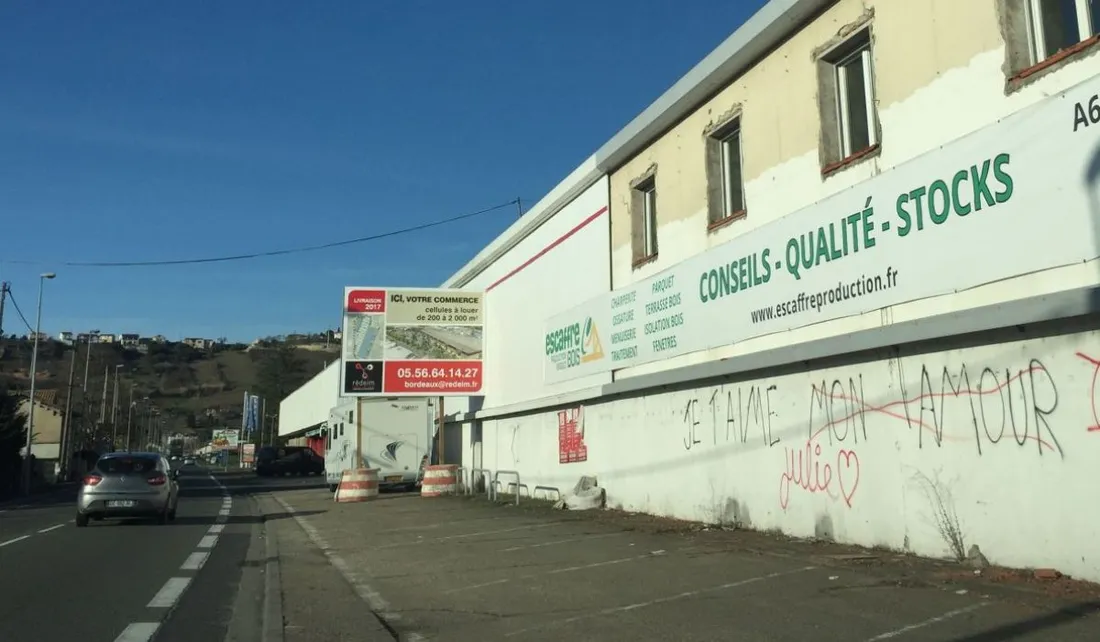 LIVRAISON
2017
ICI, VOTRE COMMERCE
cellules à louer
de 200 à 2 000 m²
redeim
05.56.64.14.27
bordeaux@redeim.fr
escaffre
BOIS
CHARPENTE
OSSATURE
MENUISERIE
TRAITEMENT
PARQUET
TERRASSE BOIS
ISOLATION BOIS
FENETRES
CONSEILS - QUALITÉ - STOCKS
www.escaffreproduction.fr
A6
JE T'AIME MON AMOUR
Julie